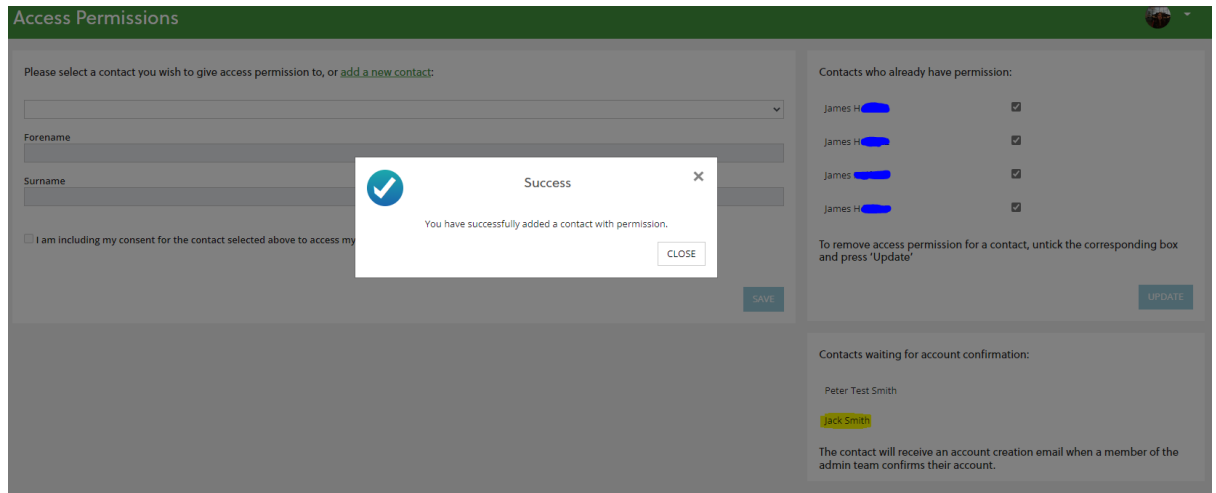 Access Permissions
Please select a contact you wish to give access permission to, or add a new contact:
Forename
Surname
I am including my consent for the contact selected above to access my
SAVE
Success
You have successfully added a contact with permission.
CLOSE
Contacts who already have permission:
James H
James H
James
James H
To remove access permission for a contact, untick the corresponding box
and press 'Update'
UPDATE
Contacts waiting for account confirmation:
Peter Test Smith
Jack Smith
The contact will receive an account creation email when a member of the
admin team confirms their account.